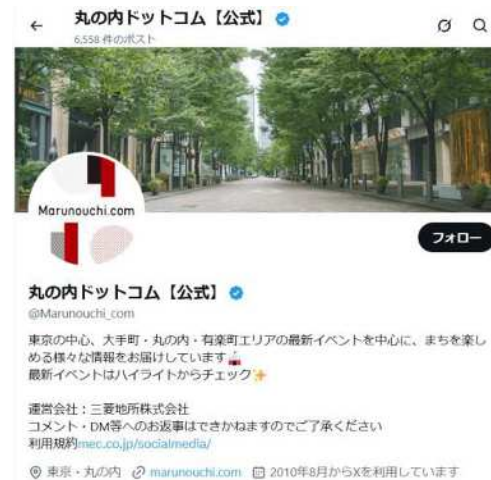 丸の内ドットコム【公式】
6,558 件のポスト
Marunouchi.com
フォロー
丸の内ドットコム【公式】
@Marunouchi_com
東京の中心、大手町・丸の内・有楽町エリアの最新イベントを中心に、まちを楽し
める様々な情報をお届けしています
最新イベントはハイライトからチェック
運営会社：三菱地所株式会社
コメント・DM等へのお返事はできかねますのでご了承ください
利用規約mec.co.jp/socialmedia/
東京・丸の内 marunouchi.com 2010年8月からXを利用しています